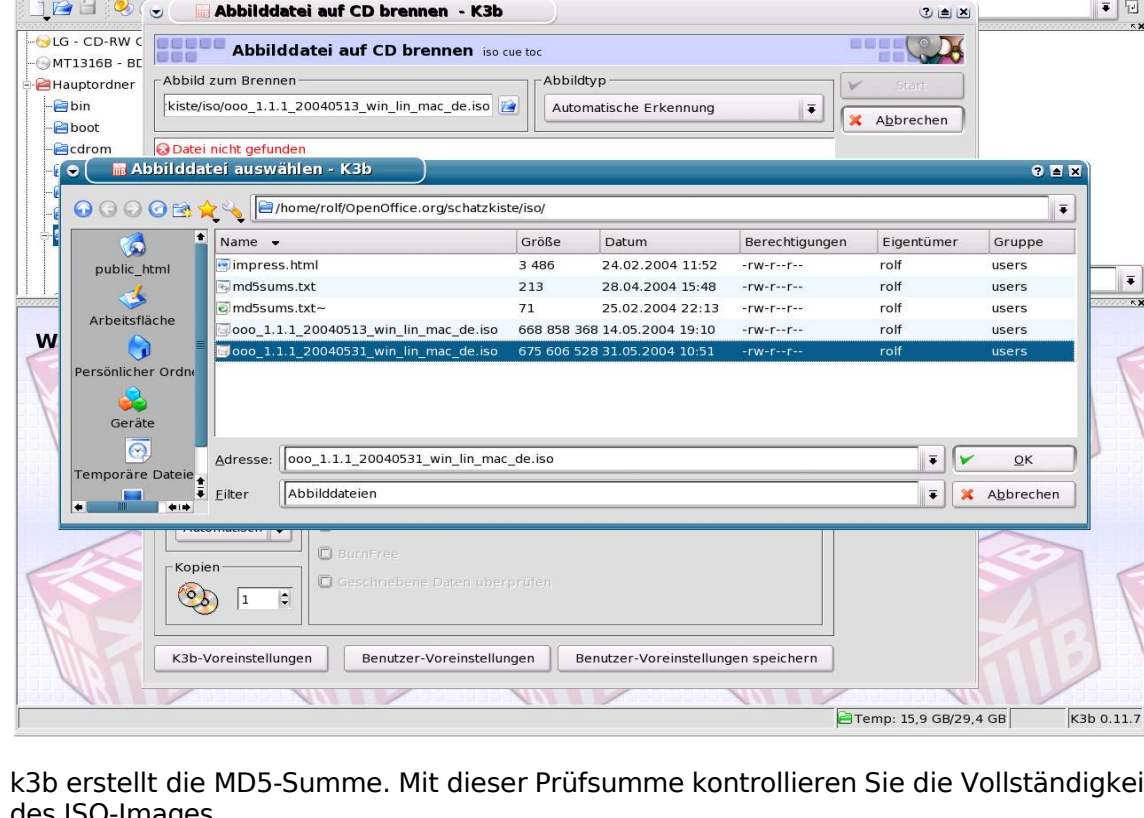 Abbilddatei auf CD brennen - K3b
LG - CD-RW C
MT1316B - BD
Hauptordner
bin
boot
cdrom
Abbilddatei auf CD brennen iso cue toc
Abbild zum Brennen
:kiste/iso/ooo_1.1.1_20040513_win_lin_mac_de.iso
Abbildtyp
Automatische Erkennung
Start
Abbrechen
Datei nicht gefunden
Abbilddatei auswählen - K3b
/home/rolf/OpenOffice.org/schatzkiste/iso/
public_html
Arbeitsfläche
Persönlicher Ordne
Geräte
Temporäre Dateie
Name Größe Datum Berechtigungen Eigentümer Gruppe
impress.html 3 486 24.02.2004 11:52 -rw-r--r-- rolf users
md5sums.txt 213 28.04.2004 15:48 -rw-r--r-- rolf users
md5sums.txt~ 71 25.02.2004 22:13 -rw-r--r-- rolf users
ooo_1.1.1_20040513_win_lin_mac_de.iso 668 858 368 14.05.2004 19:10 -rw-r--r-- rolf users
ooo_1.1.1_20040531_win_lin_mac_de.iso 675 606 528 31.05.2004 10:51 -rw-r--r-- rolf users
Adresse: ooo_1.1.1_20040531_win_lin_mac_de.iso OK
Filter Abbilddateien Abbrechen
W
Automatisch
BurnFree
Kopien
1
Geschriebene Daten überprüfen
K3b-Voreinstellungen Benutzer-Voreinstellungen Benutzer-Voreinstellungen speichern
Temp: 15,9 GB/29,4 GB K3b 0.11.7
k3b erstellt die MD5-Summe. Mit dieser Prüfsumme kontrollieren Sie die Vollständigkei
des ISO-Images